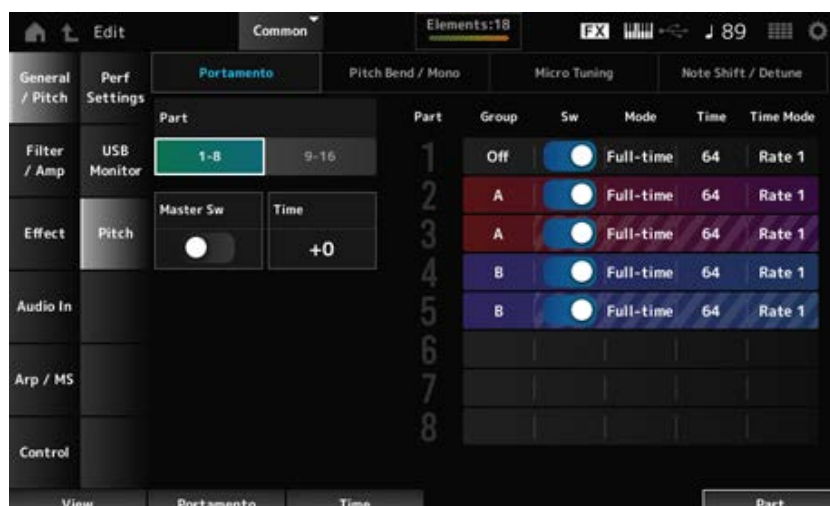 Edit Common Elements:18 FX ♩ 89
General / Pitch
Perf Settings
Filter / Amp
USB Monitor
Effect
Pitch
Audio In
Arp / MS
Control
Portamento Pitch Bend / Mono Micro Tuning Note Shift / Detune
Part
1-8 9-16
Master Sw
Time
+0
Part Group Sw Mode Time Time Mode
1 Off Full-time 64 Rate 1
2 A Full-time 64 Rate 1
3 A Full-time 64 Rate 1
4 B Full-time 64 Rate 1
5 B Full-time 64 Rate 1
6
7
8
View Portamento Time Part